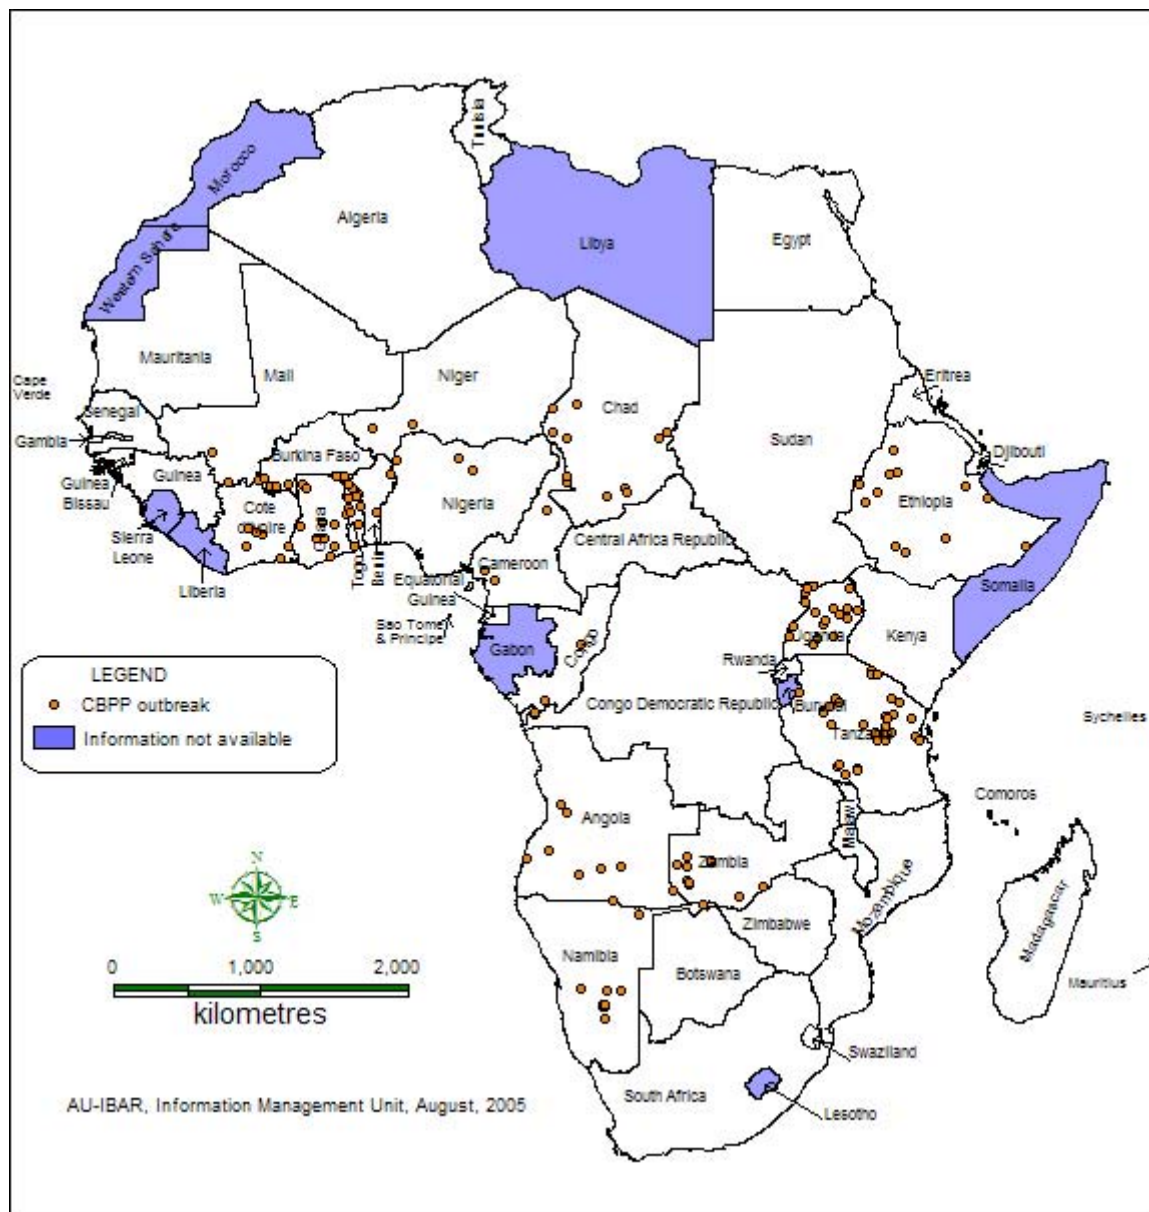 Tunisia
Morocco
Algeria
Libya
Egypt
Western Sahara
Mauritania
Mali
Niger
Chad
Sudan
Eritrea
Cape
Verde
Senegal
Gambia
Burkina Faso
Djibouti
Guinea
Guinea
Bissau
Nigeria
Ethiopia
Cote
d'Ivoire
Ghana
Togo
Benin
Sierra
Leone
Liberia
Central Africa Republic
Cameroon
Equatorial
Guinea
Somalia
Sao Tome
& Principe
Gabon
Congo
Uganda
Kenya
Rwanda
Congo Democratic Republic
Burundi
Tanzania
Sychelles
LEGEND
CBPP outbreak
Information not available
Comoros
Angola
Malawi
Zambia
Mozambique
Madagascar
N
W E
S
Zimbabwe
Namibia
Botswana
Mauritius
0 1,000 2,000
kilometres
Swaziland
South Africa
Lesotho
AU-IBAR, Information Management Unit, August, 2005